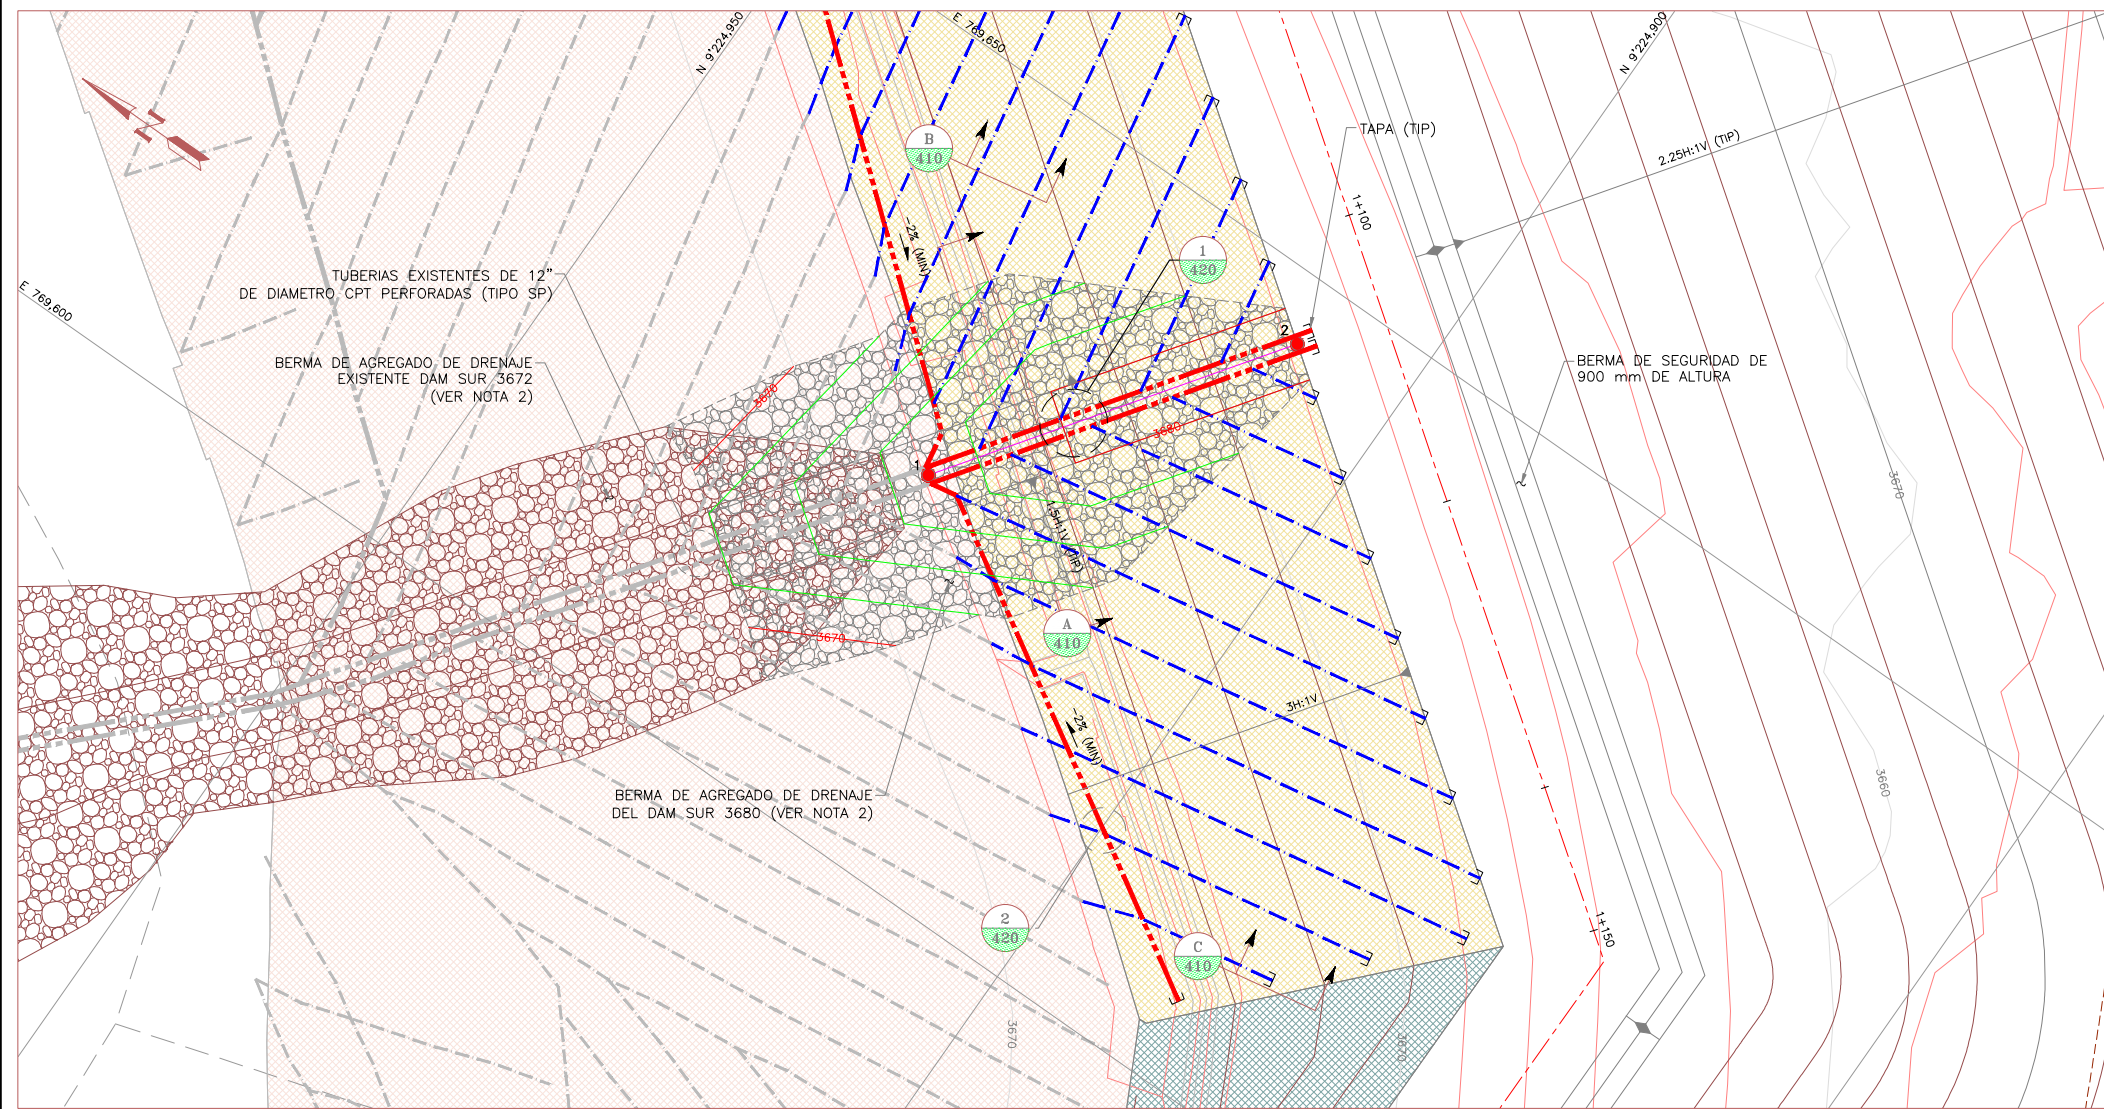 N 9'224,950
E 769,650
N 9'224,900
B
410
TAPA (TIP)
2.25H:1V (TIP)
1+100
-2% (MIN)
1
420
TUBERIAS EXISTENTES DE 12”
DE DIAMETRO CPT PERFORADAS (TIPO SP)
E 769,600
2
BERMA DE AGREGADO DE DRENAJE
EXISTENTE DAM SUR 3672
(VER NOTA 2)
BERMA DE SEGURIDAD DE
900 mm DE ALTURA
3670
3680
1
3670
1.5H:1V (TIP)
A
410
3670
3H:1V
-2% (MIN)
3660
BERMA DE AGREGADO DE DRENAJE
DEL DAM SUR 3680 (VER NOTA 2)
2
420
1+150
C
410
3670
3670